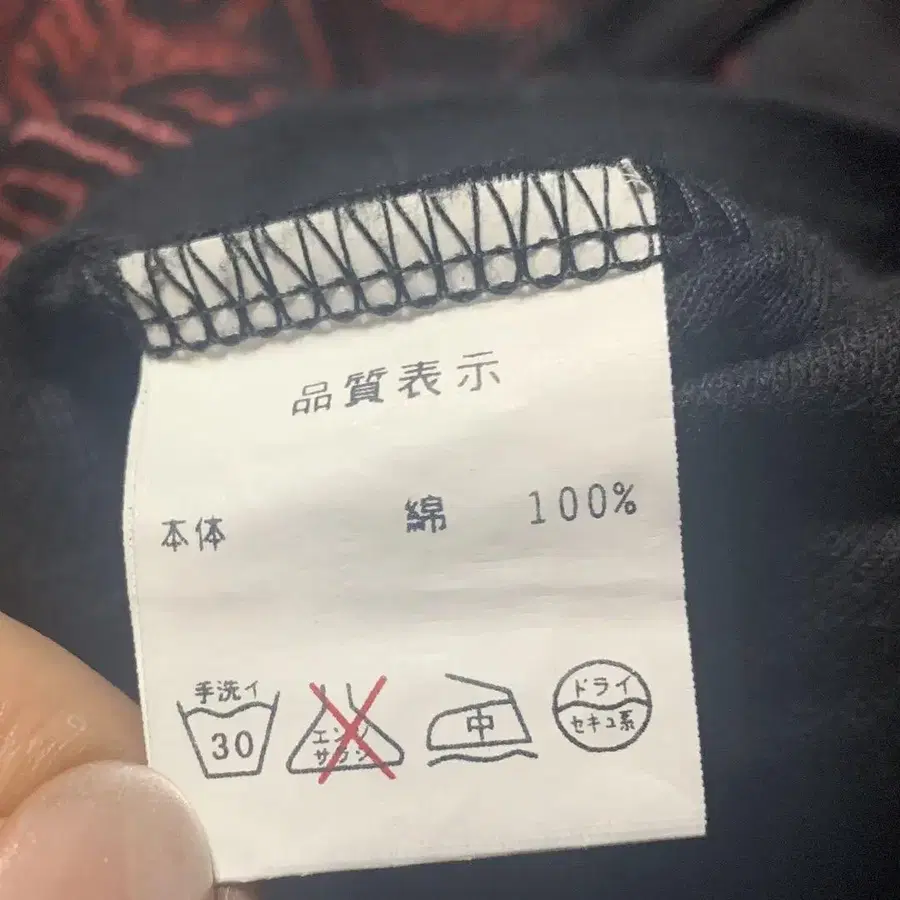 品質表示
本体 綿 100%
手洗イ
30
エンソ
サラシ
中
ドライ
セキユ系